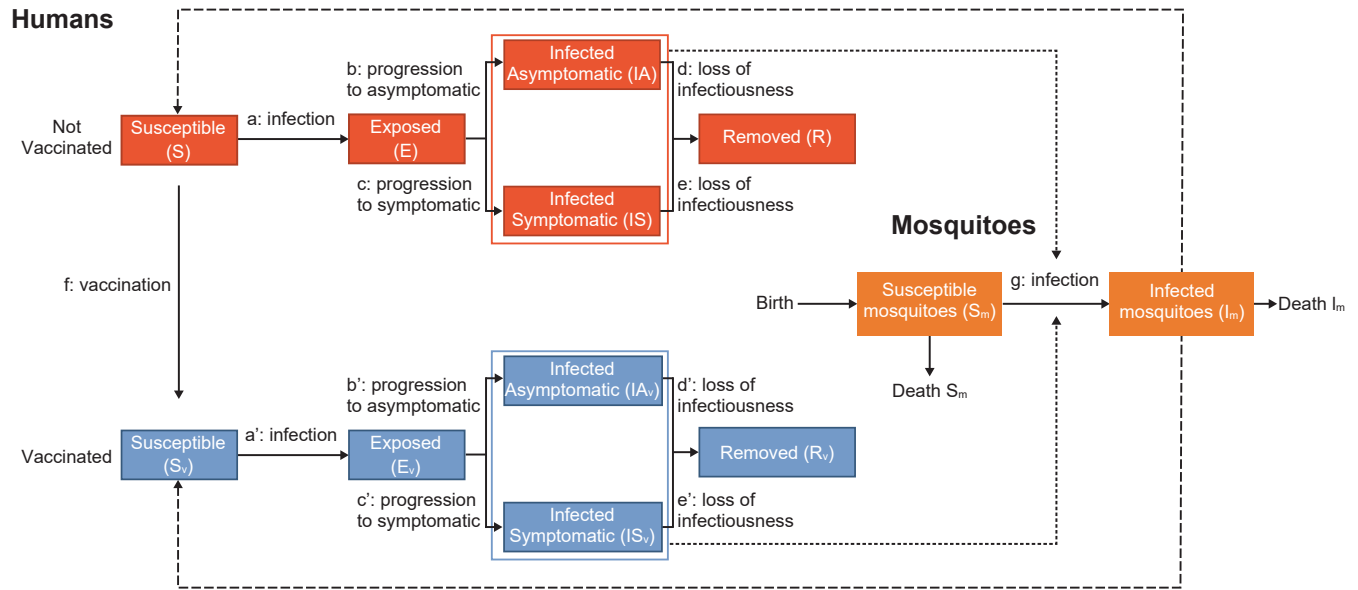 Humans
Not
Vaccinated
Susceptible
(S)
a: infection
Exposed
(E)
b: progression
to asymptomatic
c: progression
to symptomatic
Infected
Asymptomatic (IA)
Infected
Symptomatic (IS)
d: loss of
infectiousness
Removed (R)
e: loss of
infectiousness
f: vaccination
Mosquitoes
Birth
Susceptible
mosquitoes (Sₘ)
g: infection
Infected
mosquitoes (Iₘ)
Death Iₘ
Death Sₘ
Vaccinated
Susceptible
(Sᵥ)
a’: infection
Exposed
(Eᵥ)
b’: progression
to asymptomatic
c’: progression
to symptomatic
Infected
Asymptomatic (IAᵥ)
Infected
Symptomatic (ISᵥ)
d’: loss of
infectiousness
Removed (Rᵥ)
e’: loss of
infectiousness